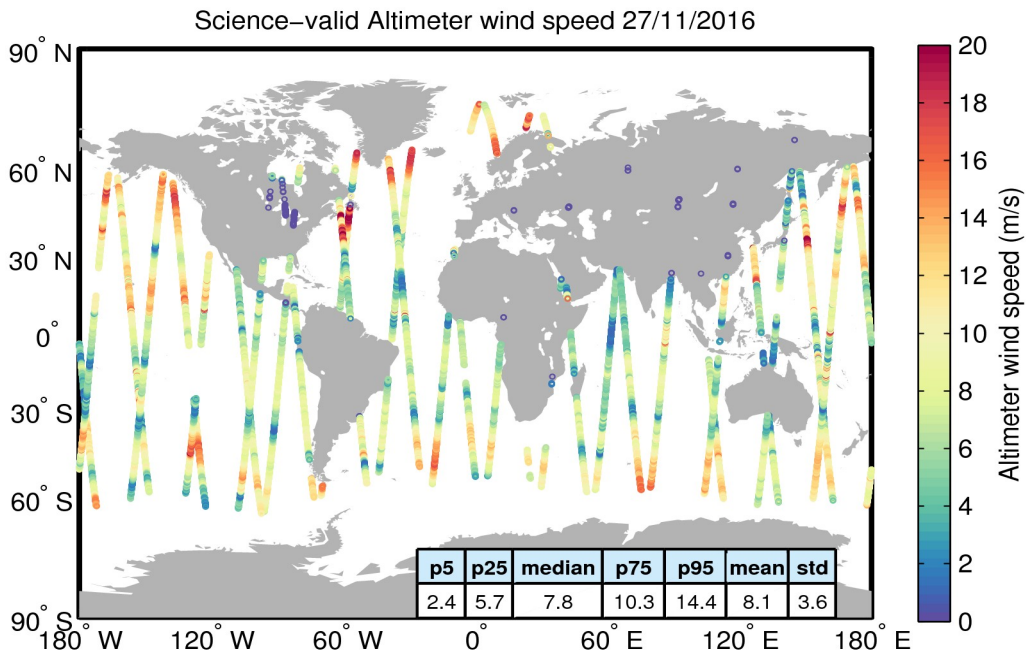 Science-valid Altimeter wind speed 27/11/2016
90° N
60° N
30° N
0°
30° S
60° S
90° S
180° W
120° W
60° W
0°
60° E
120° E
180° E
p5 p25 median p75 p95 mean std
2.4 5.7 7.8 10.3 14.4 8.1 3.6
20
18
16
14
12
10
8
6
4
2
0
Altimeter wind speed (m/s)